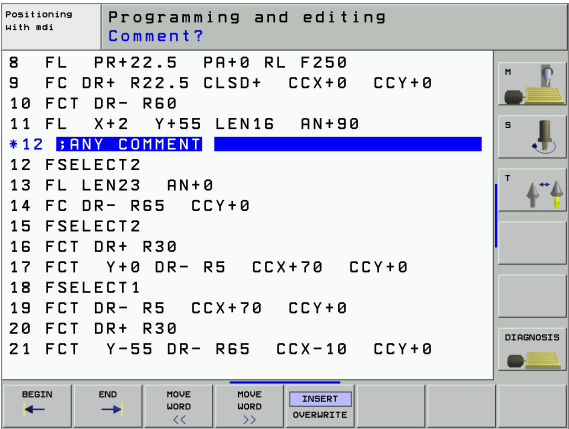 Positioning
with mdi
Programming and editing
Comment?
8 FL PR+22.5 PA+0 RL F250
9 FC DR+ R22.5 CLSD+ CCX+0 CCY+0
10 FCT DR- R60
11 FL X+2 Y+55 LEN16 AN+90
*12 ;ANY COMMENT
12 FSELECT2
13 FL LEN23 AN+0
14 FC DR- R65 CCY+0
15 FSELECT2
16 FCT DR+ R30
17 FCT Y+0 DR- R5 CCX+70 CCY+0
18 FSELECT1
19 FCT DR- R5 CCX+70 CCY+0
20 FCT DR+ R30
21 FCT Y-55 DR- R65 CCX-10 CCY+0
M
S
T
DIAGNOSIS
BEGIN
END
MOVE
WORD
<<
MOVE
WORD
>>
INSERT
OVERWRITE